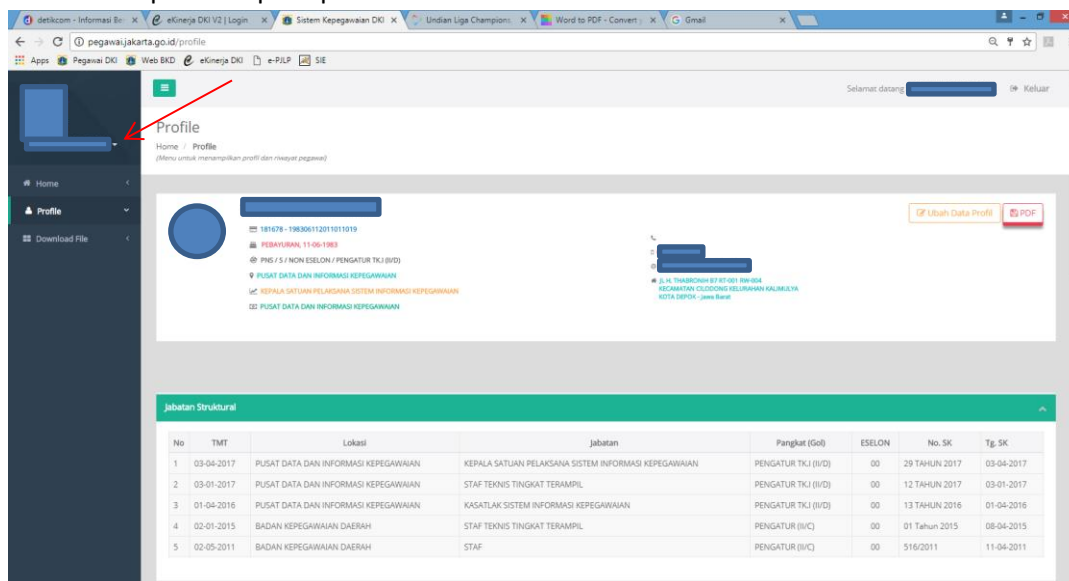 detikcom - Informasi Be
eKinerja DKI V2 | Login
Sistem Kepegawaian DKI
Undian Liga Champions
Word to PDF - Convert
Gmail
pegawai.jakarta.go.id/profile
Apps Pegawai DKI Web BKD eKinerja DKI e-PJLP SIE
Selamat datang
Keluar
Profile
Home / Profile
(Menu untuk menampilkan profil dan riwayat pegawai)
Home
Profile
Download File
Ubah Data Profil
PDF
181678 - 198306112011011019
PEBAYURAN, 11-06-1983
PNS / S / NON ESELON / PENGATUR TK.I (II/D)
PUSAT DATA DAN INFORMASI KEPEGAWAIAN
KEPALA SATUAN PELAKSANA SISTEM INFORMASI KEPEGAWAIAN
PUSAT DATA DAN INFORMASI KEPEGAWAIAN
JL H. THABRONIH B7 RT-001 RW-004
KECAMATAN CILODONG KELURAHAN KALIMULYA
KOTA DEPOK - Jawa Barat
Jabatan Struktural
No TMT Lokasi Jabatan Pangkat (Gol) ESELON No. SK Tg. SK
1 03-04-2017 PUSAT DATA DAN INFORMASI KEPEGAWAIAN KEPALA SATUAN PELAKSANA SISTEM INFORMASI KEPEGAWAIAN PENGATUR TK.I (II/D) 00 29 TAHUN 2017 03-04-2017
2 03-01-2017 PUSAT DATA DAN INFORMASI KEPEGAWAIAN STAF TEKNIS TINGKAT TERAMPIL PENGATUR TK.I (II/D) 00 12 TAHUN 2017 03-01-2017
3 01-04-2016 PUSAT DATA DAN INFORMASI KEPEGAWAIAN KASATLAK SISTEM INFORMASI KEPEGAWAIAN PENGATUR TK.I (II/D) 00 13 TAHUN 2016 01-04-2016
4 02-01-2015 BADAN KEPEGAWAIAN DAERAH STAF TEKNIS TINGKAT TERAMPIL PENGATUR (II/C) 00 01 Tahun 2015 08-04-2015
5 02-05-2011 BADAN KEPEGAWAIAN DAERAH STAF PENGATUR (II/C) 00 516/2011 11-04-2011